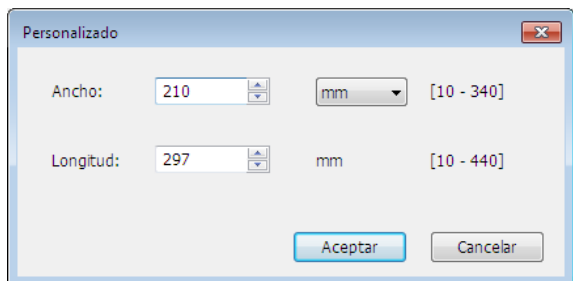 Personalizado
Ancho: 210 mm [10 - 340]
Longitud: 297 mm [10 - 440]
Aceptar Cancelar